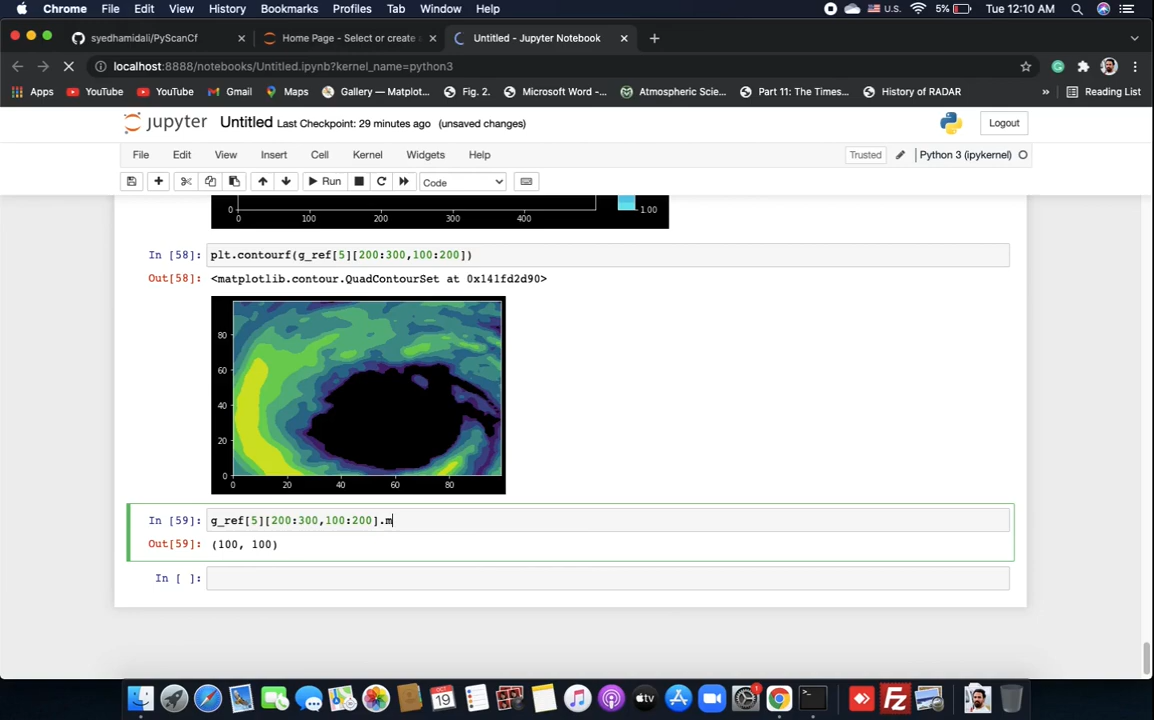 Chrome File Edit View History Bookmarks Profiles Tab Window Help U.S. 5% Tue 12:10 AM
syedhamidali/PyScanCf Home Page - Select or create Untitled - Jupyter Notebook
localhost:8888/notebooks/Untitled.ipynb?kernel_name=python3
Apps YouTube YouTube Gmail Maps Gallery — Matplot... Fig. 2. Microsoft Word -... Atmospheric Scie... Part 11: The Times... History of RADAR » Reading List
jupyter Untitled Last Checkpoint: 29 minutes ago (unsaved changes) Logout
File Edit View Insert Cell Kernel Widgets Help Trusted Python 3 (ipykernel)
Run Code
0 1.00
0 100 200 300 400
In [58]: plt.contourf(g_ref[5][200:300,100:200])
Out[58]: <matplotlib.contour.QuadContourSet at 0x141fd2d90>
80
60
40
20
0
0 20 40 60 80
In [59]: g_ref[5][200:300,100:200].m
Out[59]: (100, 100)
In [ ]:
OCT
19
1